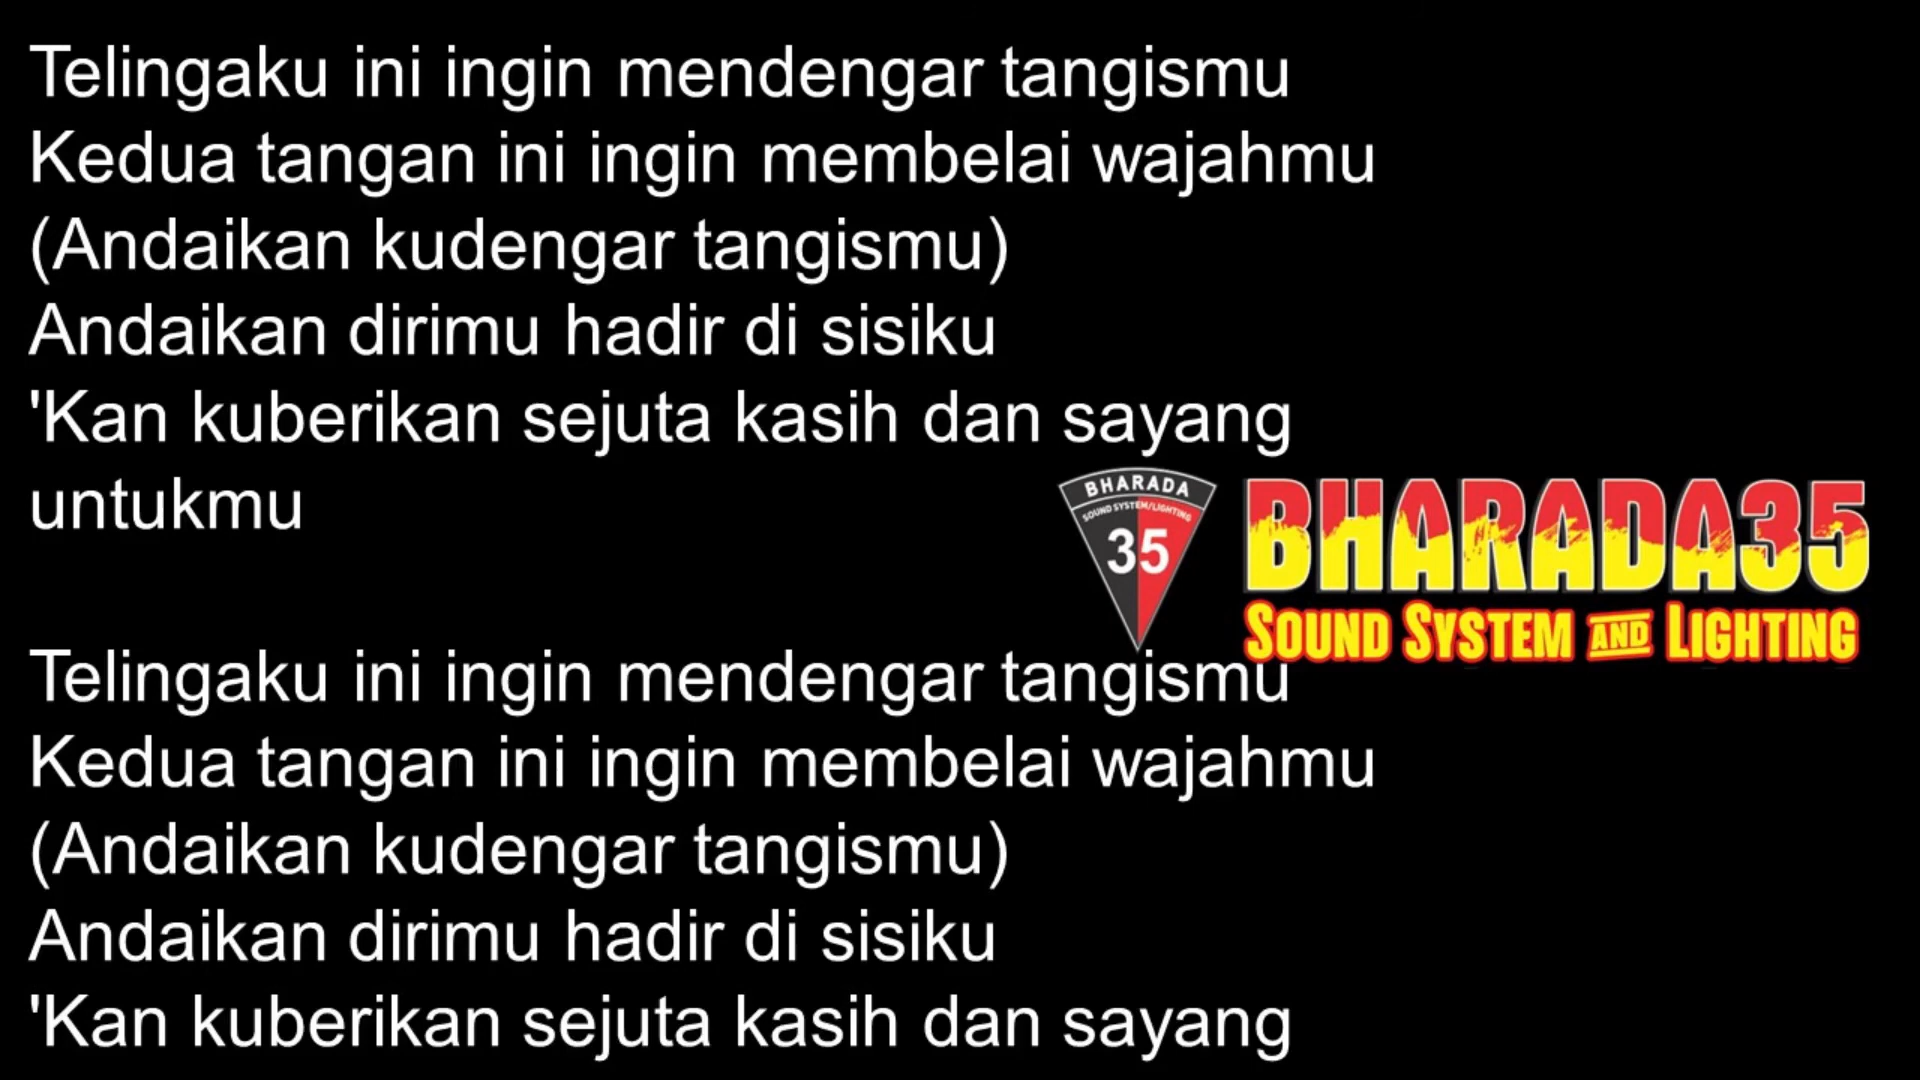 Telingaku ini ingin mendengar tangismu
Kedua tangan ini ingin membelai wajahmu
(Andaikan kudengar tangismu)
Andaikan dirimu hadir di sisiku
'Kan kuberikan sejuta kasih dan sayang
untukmu
BHARADA
SOUND SYSTEM/LIGHTING
35
BHARADA35
SOUND SYSTEM AND LIGHTING
Telingaku ini ingin mendengar tangismu
Kedua tangan ini ingin membelai wajahmu
(Andaikan kudengar tangismu)
Andaikan dirimu hadir di sisiku
'Kan kuberikan sejuta kasih dan sayang